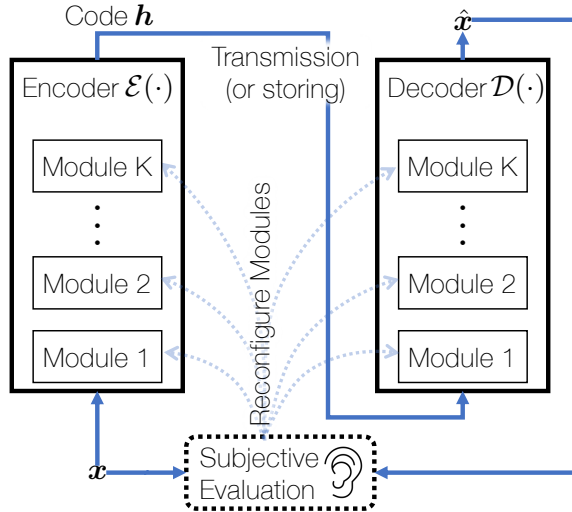 Code h
x̂
Transmission
(or storing)
Encoder ℰ(·)
Decoder 𝒟(·)
Module K
Module K
⋮
⋮
Module 2
Module 2
Module 1
Module 1
Reconfigure Modules
x
Subjective
Evaluation